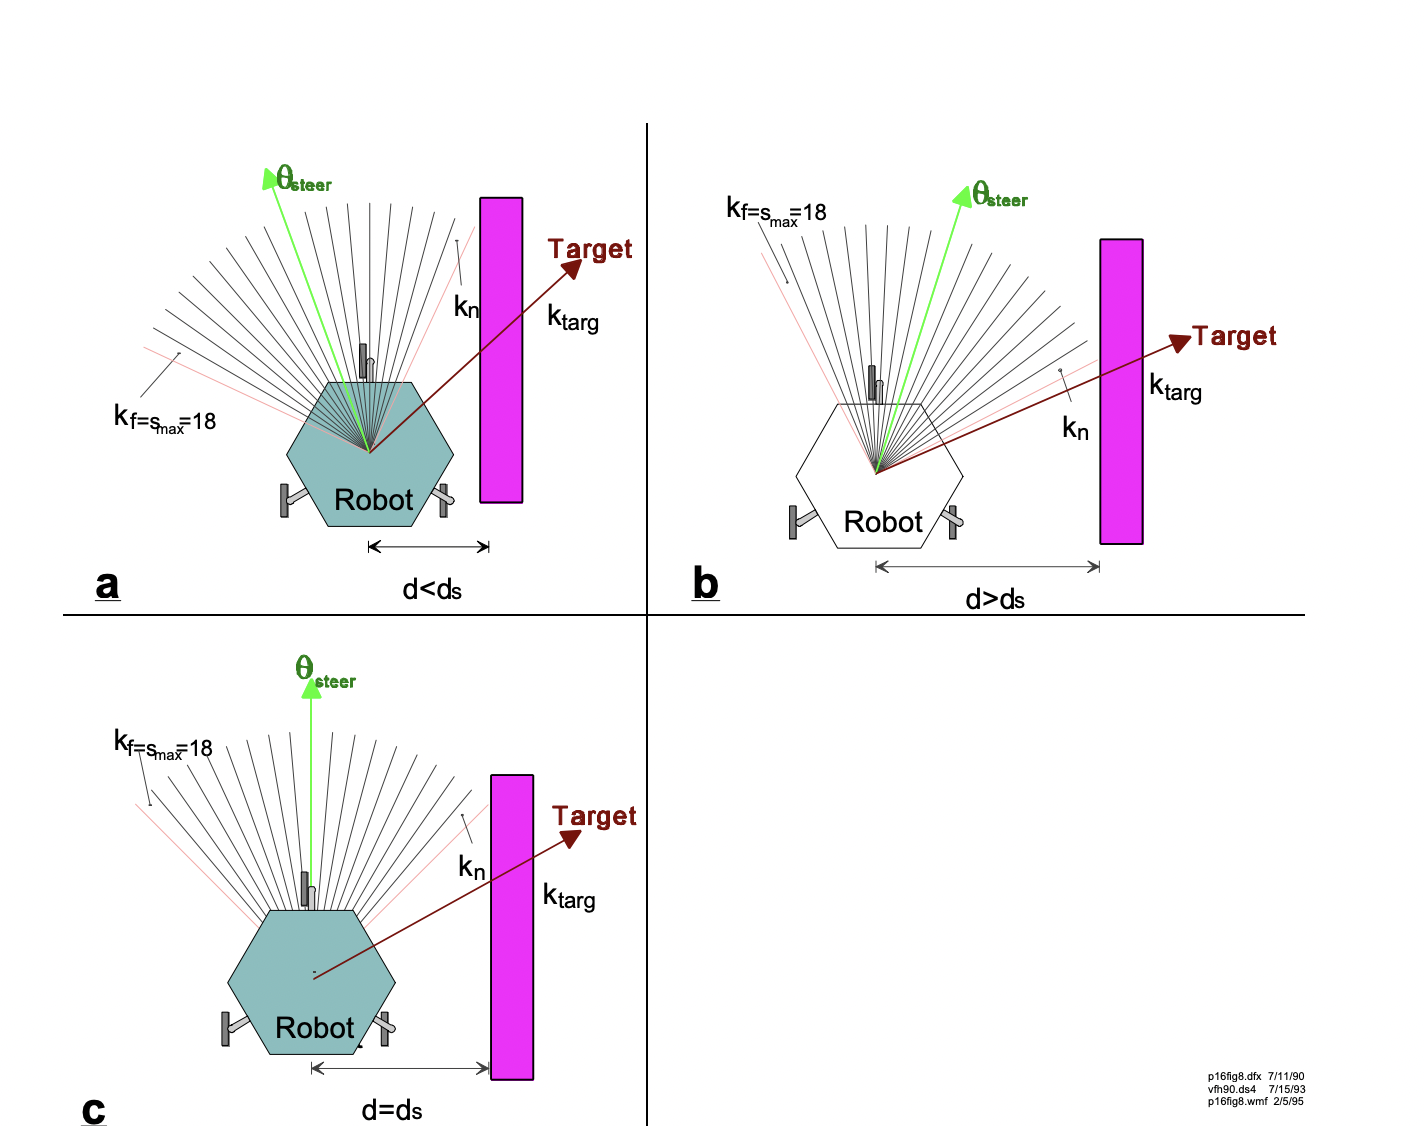 θsteer
Target
kn
ktarg
kf=smax=18
Robot
a
d<ds
kf=smax=18
θsteer
Target
ktarg
kn
Robot
b
d>ds
θsteer
kf=smax=18
Target
kn
ktarg
Robot
c
d=ds
p16fig8.dfx 7/11/90
vfh90.ds4 7/15/93
p16fig8.wmf 2/5/95